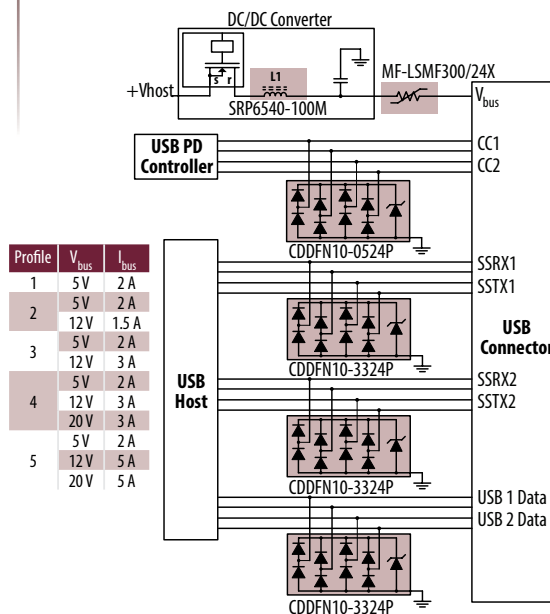 DC/DC Converter
s r
L1
+Vhost
SRP6540-100M
MF-LSMF300/24X
Vbus
USB PD
Controller
CC1
CC2
CDDFN10-0524P
Profile Vbus Ibus
1 5 V 2 A
2 5 V 2 A
12 V 1.5 A
3 5 V 2 A
12 V 3 A
4 5 V 2 A
12 V 3 A
20 V 3 A
5 5 V 2 A
12 V 5 A
20 V 5 A
USB
Host
SSRX1
SSTX1
CDDFN10-3324P
USB
Connector
SSRX2
SSTX2
CDDFN10-3324P
USB 1 Data
USB 2 Data
CDDFN10-3324P